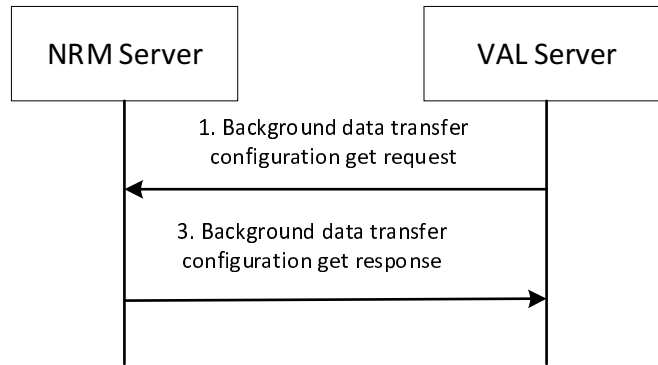 NRM Server
VAL Server
1. Background data transfer
configuration get request
3. Background data transfer
configuration get response